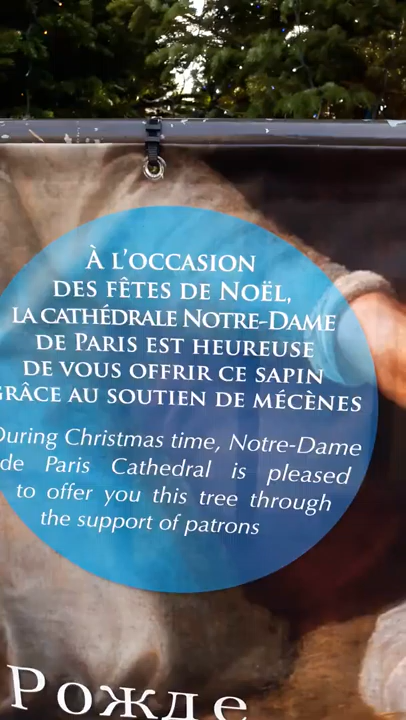 À L'OCCASION
DES FÊTES DE NOËL,
LA CATHÉDRALE NOTRE-DAME
DE PARIS EST HEUREUSE
DE VOUS OFFRIR CE SAPIN
GRÂCE AU SOUTIEN DE MÉCÈNES
During Christmas time, Notre-Dame
de Paris Cathedral is pleased
to offer you this tree through
the support of patrons
Рожде